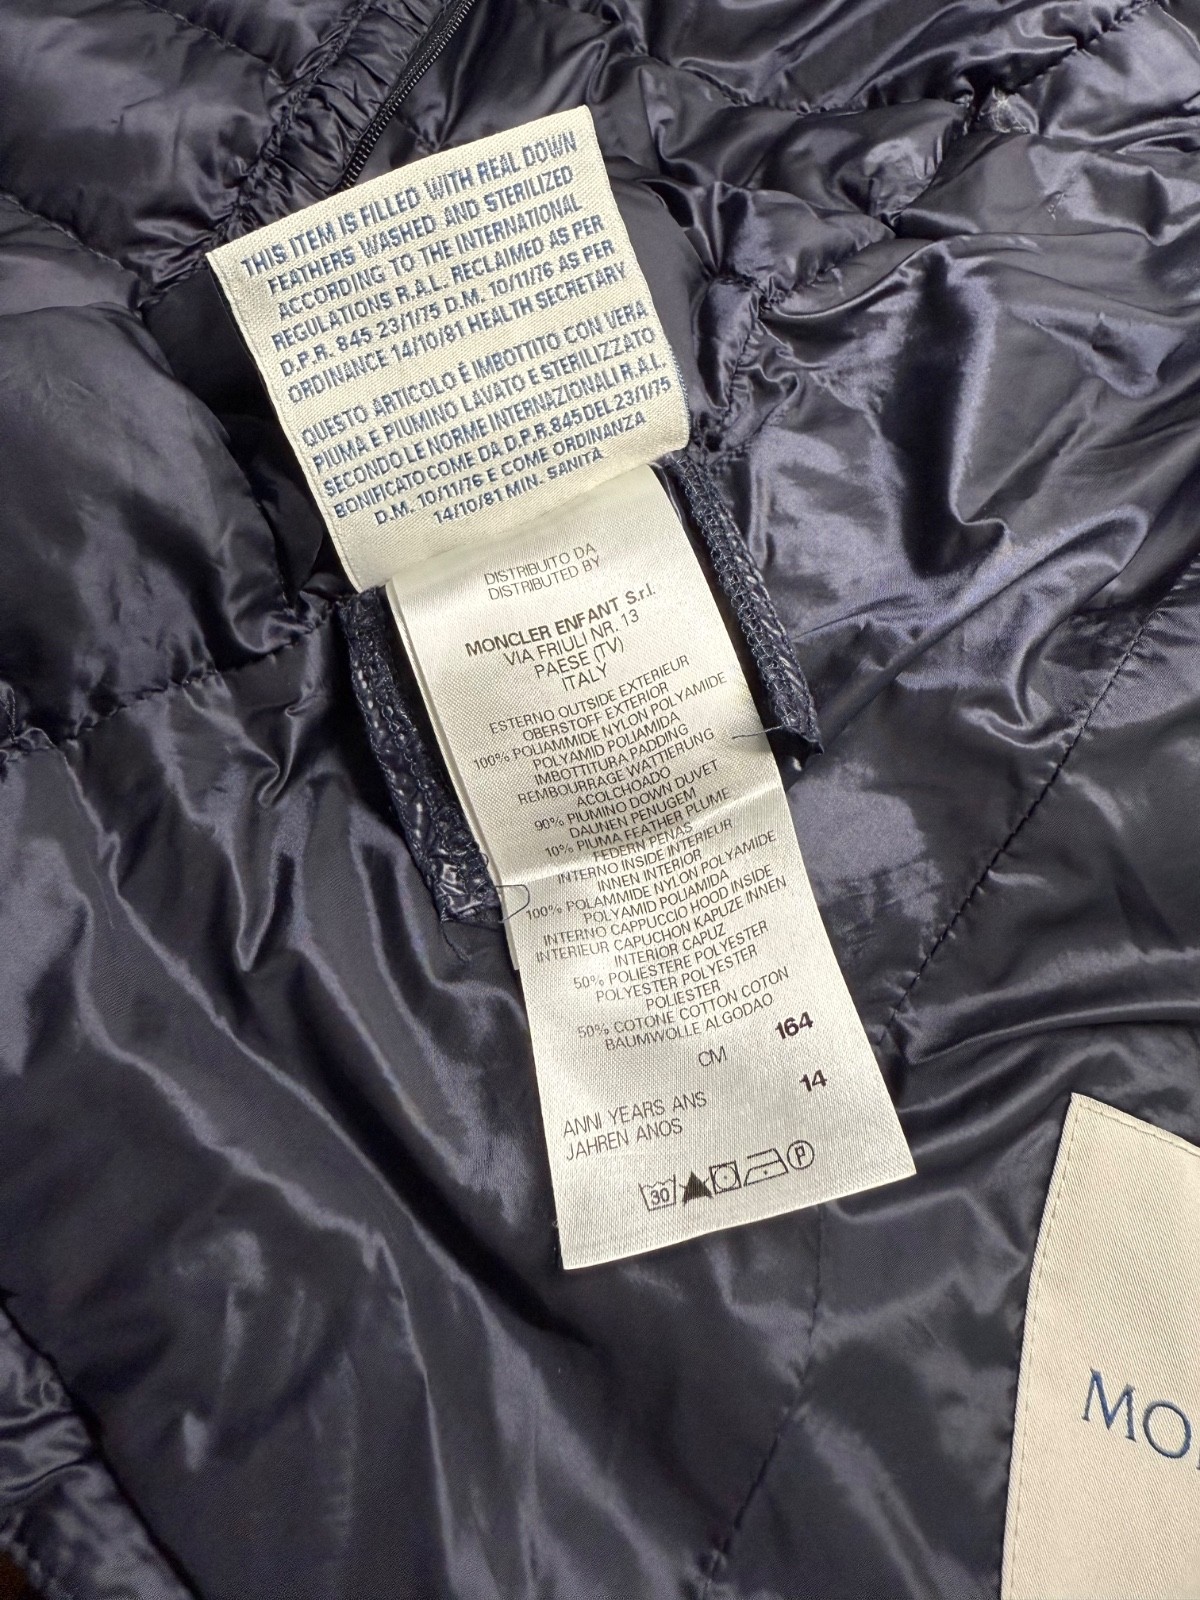 THIS ITEM IS FILLED WITH REAL DOWN
FEATHERS WASHED AND STERILIZED
ACCORDING TO THE INTERNATIONAL
REGULATIONS R.A.L. RECLAIMED AS PER
D.P.R. 845 23/1/75 D.M. 10/11/76 AS PER
ORDINANCE 14/10/81 HEALTH SECRETARY
QUESTO ARTICOLO È IMBOTTITO CON VERA
PIUMA E PIUMINO LAVATO E STERILIZZATO
SECONDO LE NORME INTERNAZIONALI R.A.L.
BONIFICATO COME DA D.P.R. 845 DEL 23/1/75
D.M. 10/11/76 E COME ORDINANZA
14/10/81 MIN. SANITA
DISTRIBUITO DA
DISTRIBUTED BY
MONCLER ENFANT S.r.l.
VIA FRIULI NR. 13
PAESE (TV)
ITALY
ESTERNO OUTSIDE EXTERIEUR
OBERSTOFF EXTERIOR
100% POLIAMMIDE NYLON POLYAMIDE
POLYAMID POLIAMIDA
IMBOTTITURA PADDING
REMBOURRAGE WATTIERUNG
ACOLCHOADO
90% PIUMINO DOWN DUVET
DAUNEN PENUGEM
10% PIUMA FEATHER PLUME
FEDERN PENAS
INTERNO INSIDE INTERIEUR
INNEN INTERIOR
100% POLAMMIDE NYLON POLYAMIDE
POLYAMID POLIAMIDA
INTERNO CAPPUCCIO HOOD INSIDE
INTERIEUR CAPUCHON KAPUZE INNEN
INTERIOR CAPUZ
50% POLIESTERE POLYESTER
POLYESTER POLYESTER
POLIESTER
50% COTONE COTTON COTON
BAUMWOLLE ALGODAO
CM 164
14
ANNI YEARS ANS
JAHREN ANOS
30 P
MO